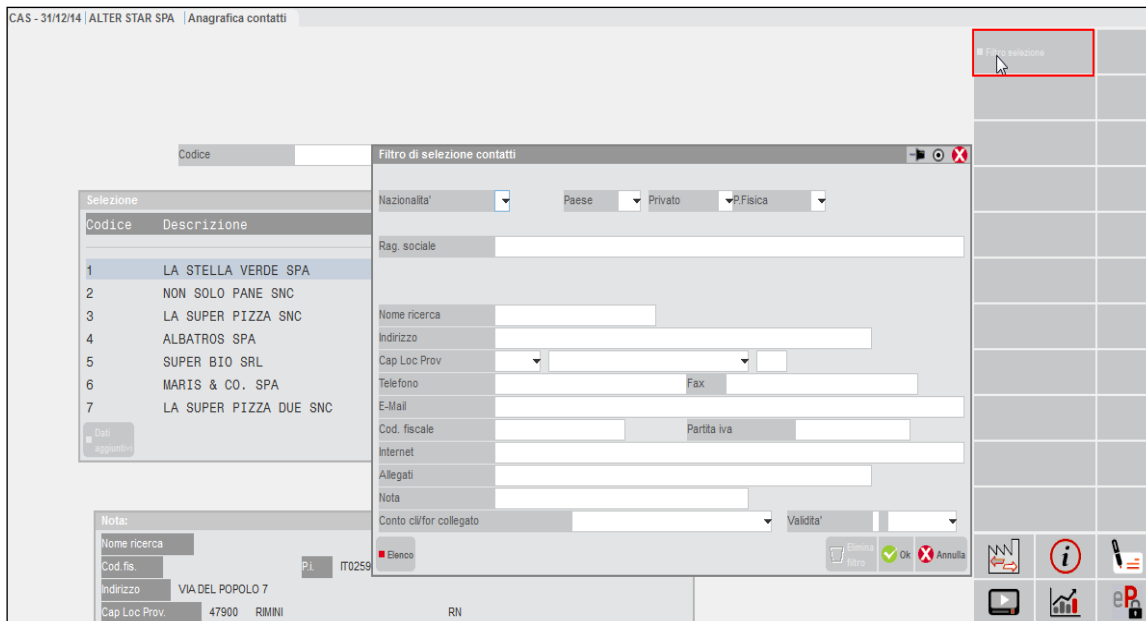 CAS - 31/12/14 | ALTER STAR SPA | Anagrafica contatti
Filtro selezione
Codice
Filtro di selezione contatti
Nazionalita' Paese Privato P.Fisica
Rag. sociale
Nome ricerca
Indirizzo
Cap Loc Prov
Telefono Fax
E-Mail
Cod. fiscale Partita iva
Internet
Allegati
Nota
Conto cli/for collegato Validita'
Elenco Elimina filtro Ok Annulla
Selezione
Codice Descrizione
1 LA STELLA VERDE SPA
2 NON SOLO PANE SNC
3 LA SUPER PIZZA SNC
4 ALBATROS SPA
5 SUPER BIO SRL
6 MARIS & CO. SPA
7 LA SUPER PIZZA DUE SNC
Dati
aggiuntivi
Nota:
Nome ricerca
Cod.fis. P.i. IT0259
Indirizzo VIA DEL POPOLO 7
Cap Loc Prov. 47900 RIMINI RN
i
eP